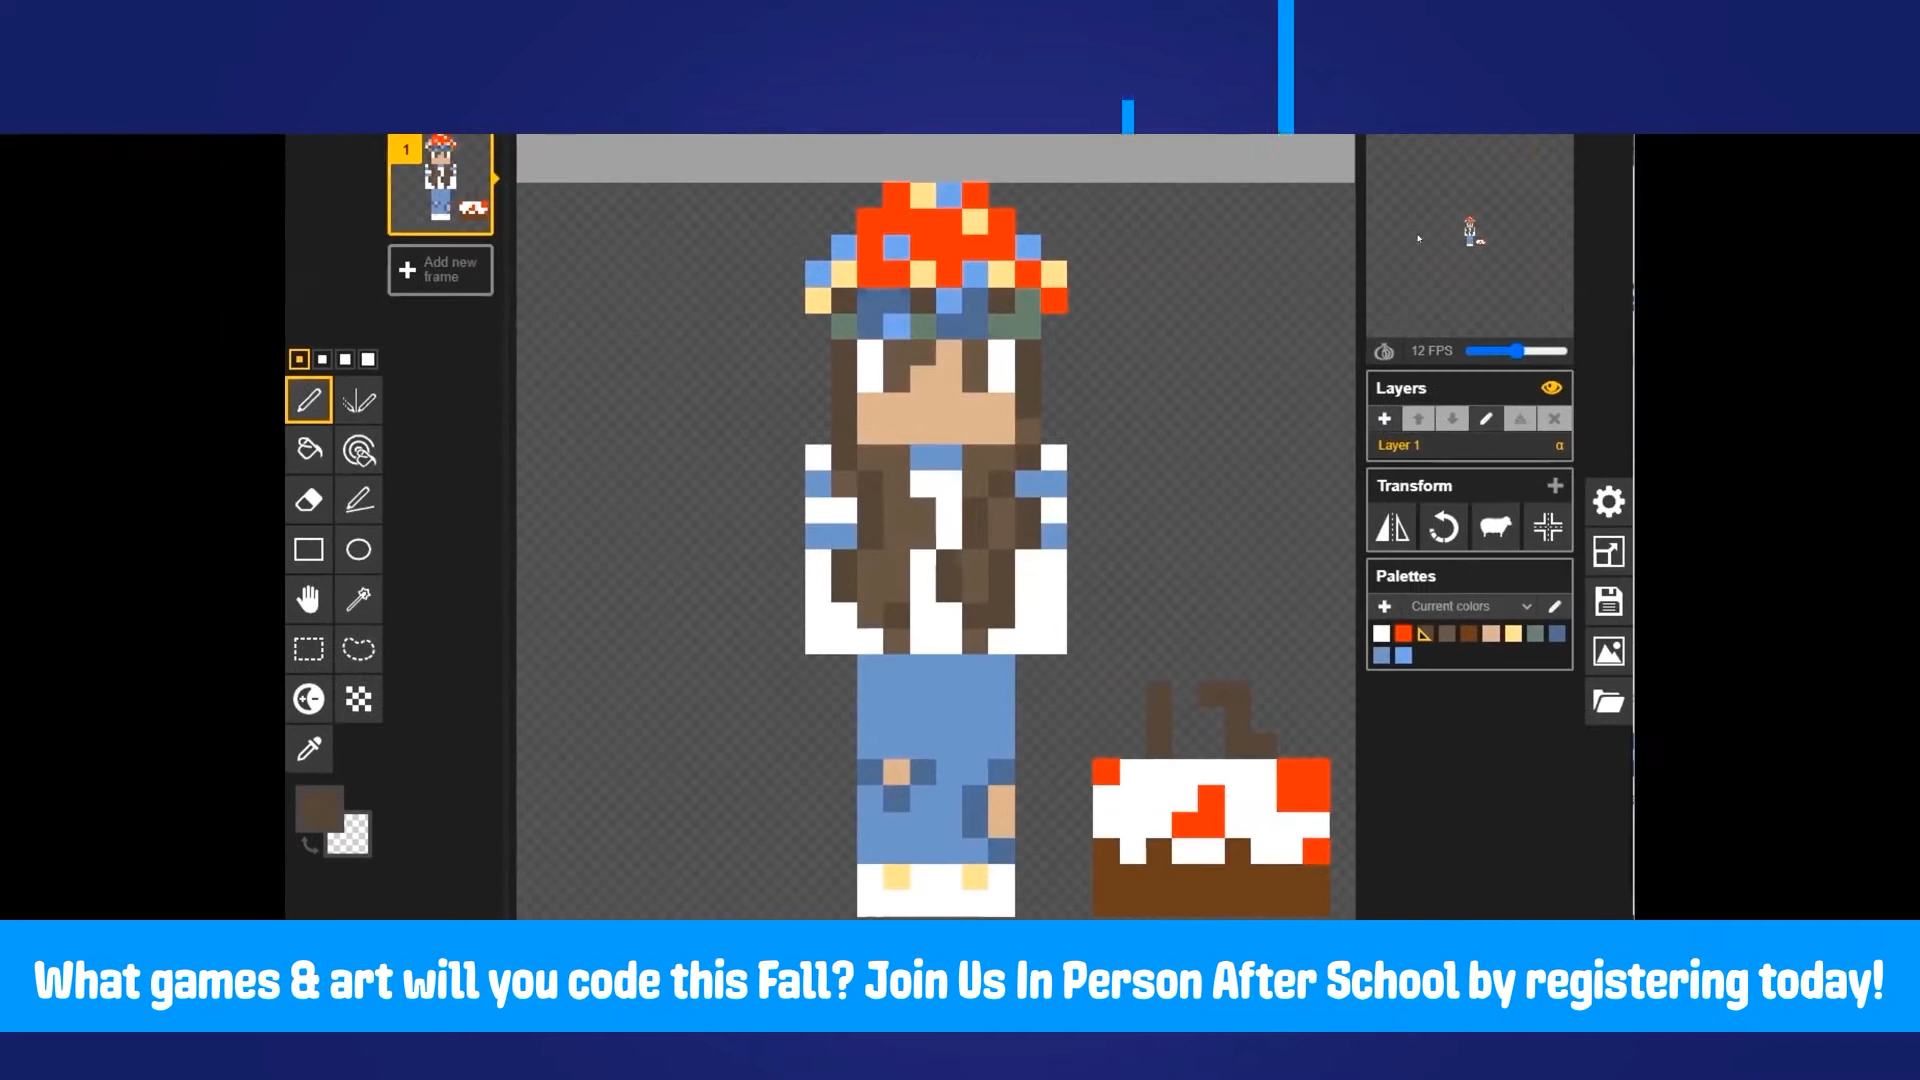 1
Add new
frame
12 FPS
Layers
Layer 1 α
Transform
Palettes
Current colors
What games & art will you code this Fall? Join Us In Person After School by registering today!